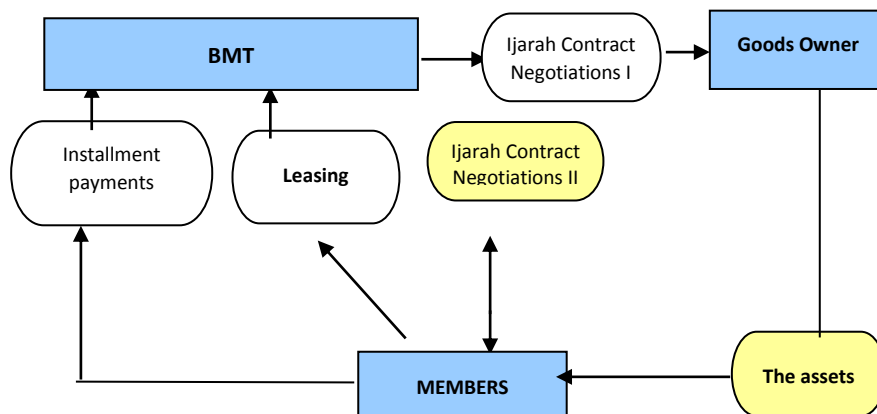 BMT
Ijarah Contract
Negotiations I
Goods Owner
Installment
payments
Leasing
Ijarah Contract
Negotiations II
MEMBERS
The assets